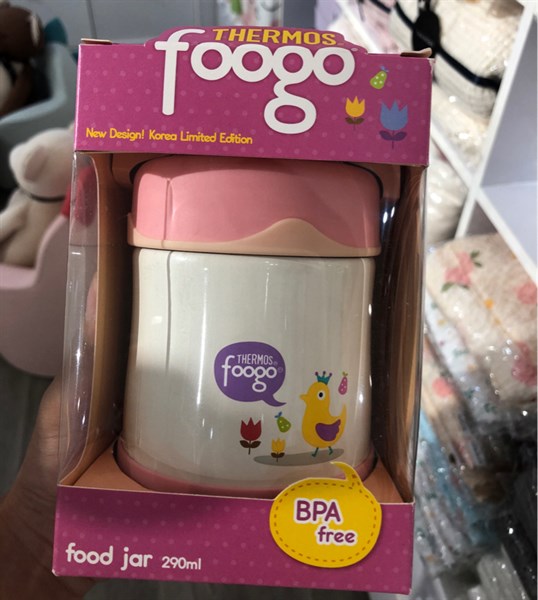 THERMOS
foogo
New Design! Korea Limited Edition
THERMOS
foogo
BPA
free
food jar 290ml